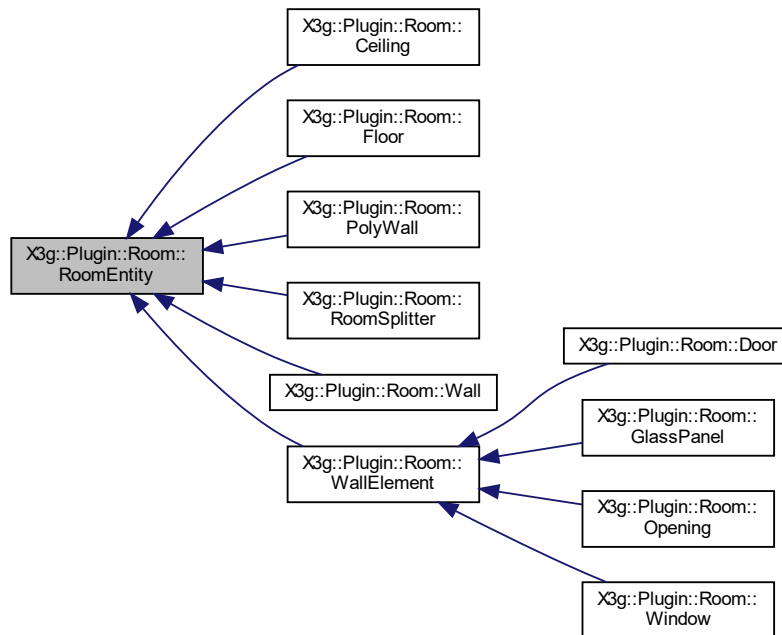 X3g::Plugin::Room::
Ceiling
X3g::Plugin::Room::
Floor
X3g::Plugin::Room::
PolyWall
X3g::Plugin::Room::
RoomEntity
X3g::Plugin::Room::
RoomSplitter
X3g::Plugin::Room::Door
X3g::Plugin::Room::Wall
X3g::Plugin::Room::
GlassPanel
X3g::Plugin::Room::
WallElement
X3g::Plugin::Room::
Opening
X3g::Plugin::Room::
Window